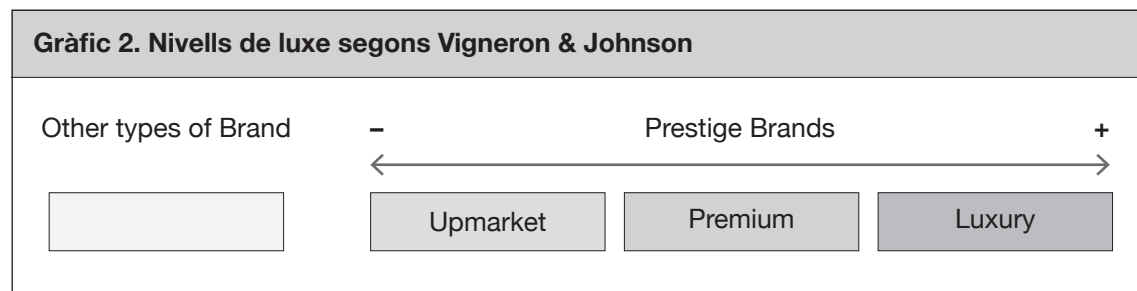 Gràfic 2. Nivells de luxe segons Vigneron & Johnson
Other types of Brand – Prestige Brands +
Upmarket Premium Luxury